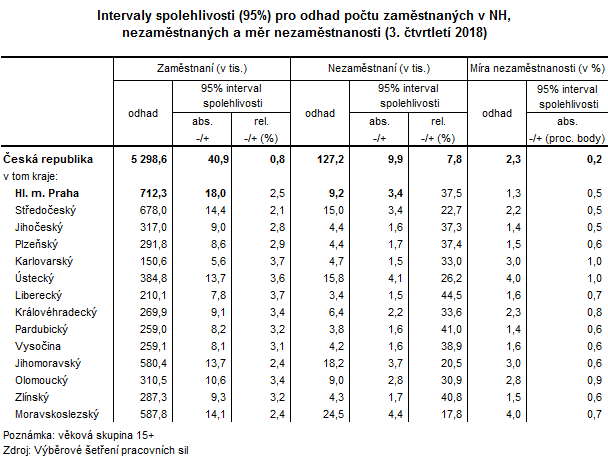 Intervaly spolehlivosti (95%) pro odhad počtu zaměstnaných v NH,
nezaměstnaných a měr nezaměstnanosti (3. čtvrtletí 2018)
Zaměstnaní (v tis.) Nezaměstnaní (v tis.) Míra nezaměstnanosti (v %)
odhad 95% interval spolehlivosti odhad 95% interval spolehlivosti odhad 95% interval spolehlivosti
abs. -/+ rel. -/+ (%) abs. -/+ rel. -/+ (%) abs. -/+ (proc. body)
Česká republika 5 298,6 40,9 0,8 127,2 9,9 7,8 2,3 0,2
v tom kraje:
Hl. m. Praha 712,3 18,0 2,5 9,2 3,4 37,5 1,3 0,5
Středočeský 678,0 14,4 2,1 15,0 3,4 22,7 2,2 0,5
Jihočeský 317,0 9,0 2,8 4,4 1,6 37,3 1,4 0,5
Plzeňský 291,8 8,6 2,9 4,4 1,7 37,4 1,5 0,6
Karlovarský 150,6 5,6 3,7 4,7 1,5 33,0 3,0 1,0
Ústecký 384,8 13,7 3,6 15,8 4,1 26,2 4,0 1,0
Liberecký 210,1 7,8 3,7 3,4 1,5 44,5 1,6 0,7
Královéhradecký 269,9 9,1 3,4 6,4 2,2 33,6 2,3 0,8
Pardubický 259,0 8,2 3,2 3,8 1,6 41,0 1,4 0,6
Vysočina 259,1 8,1 3,1 4,2 1,6 38,9 1,6 0,6
Jihomoravský 580,4 13,7 2,4 18,2 3,7 20,5 3,0 0,6
Olomoucký 310,5 10,6 3,4 9,0 2,8 30,9 2,8 0,9
Zlínský 287,3 9,3 3,2 4,3 1,7 40,8 1,5 0,6
Moravskoslezský 587,8 14,1 2,4 24,5 4,4 17,8 4,0 0,7
Poznámka: věková skupina 15+
Zdroj: Výběrové šetření pracovních sil